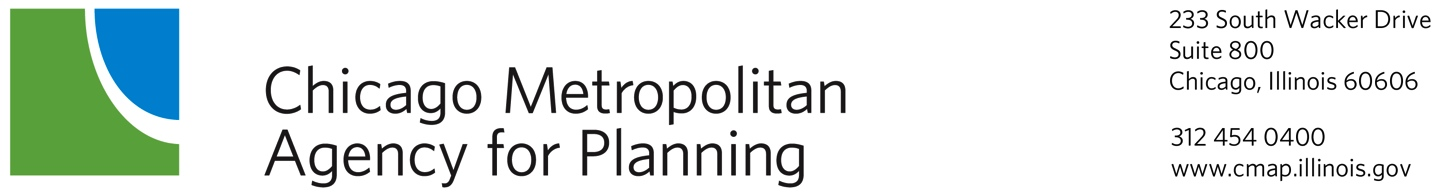 Chicago Metropolitan
Agency for Planning
233 South Wacker Drive
Suite 800
Chicago, Illinois 60606
312 454 0400
www.cmap.illinois.gov